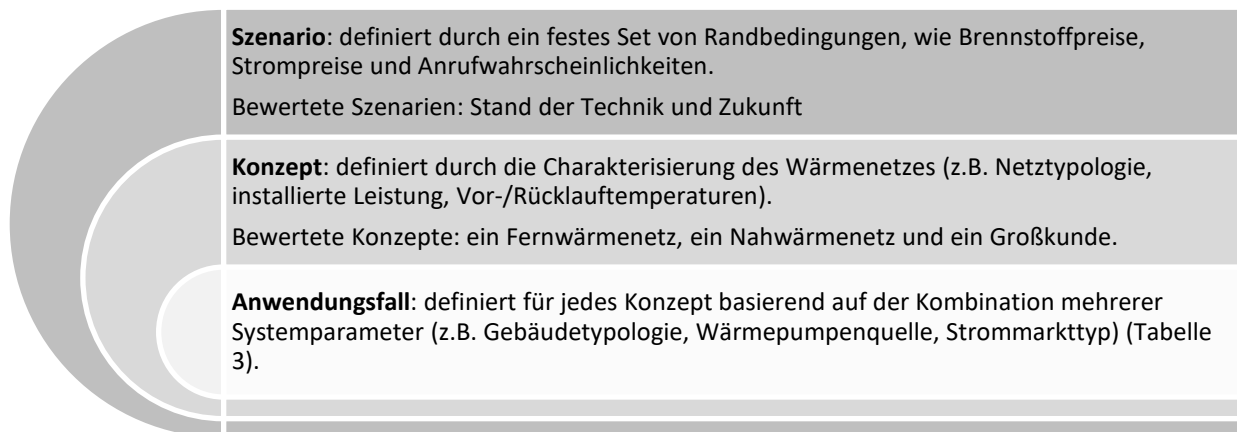 Szenario: definiert durch ein festes Set von Randbedingungen, wie Brennstoffpreise,
Strompreise und Anrufwahrscheinlichkeiten.
Bewertete Szenarien: Stand der Technik und Zukunft
Konzept: definiert durch die Charakterisierung des Wärmenetzes (z.B. Netztypologie,
installierte Leistung, Vor-/Rücklauftemperaturen).
Bewertete Konzepte: ein Fernwärmenetz, ein Nahwärmenetz und ein Großkunde.
Anwendungsfall: definiert für jedes Konzept basierend auf der Kombination mehrerer
Systemparameter (z.B. Gebäudetypologie, Wärmepumpenquelle, Strommarkttyp) (Tabelle
3).